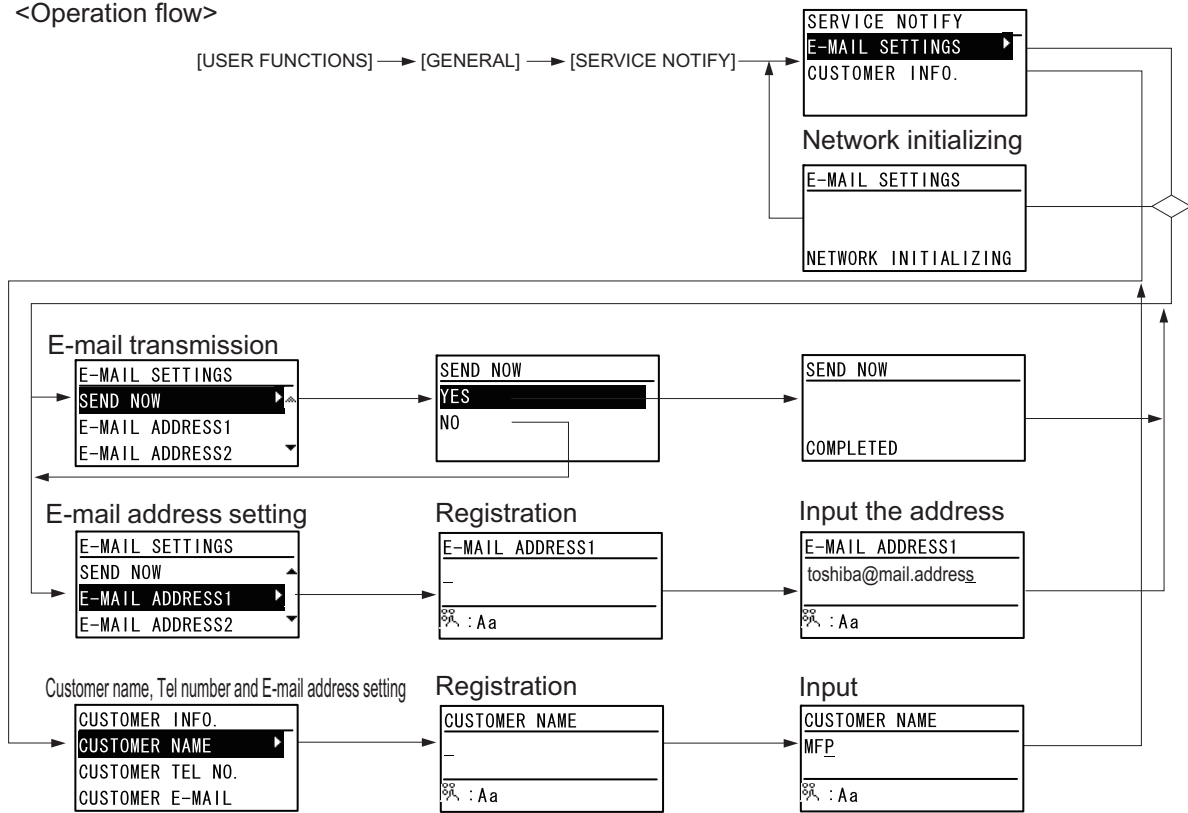 <Operation flow>
[USER FUNCTIONS] [GENERAL] [SERVICE NOTIFY]
SERVICE NOTIFY
E-MAIL SETTINGS
CUSTOMER INFO.
Network initializing
E-MAIL SETTINGS
NETWORK INITIALIZING
E-mail transmission
E-MAIL SETTINGS
SEND NOW
E-MAIL ADDRESS1
E-MAIL ADDRESS2
SEND NOW
YES
NO
SEND NOW
COMPLETED
E-mail address setting
E-MAIL SETTINGS
SEND NOW
E-MAIL ADDRESS1
E-MAIL ADDRESS2
Registration
E-MAIL ADDRESS1
_
:Aa
Input the address
E-MAIL ADDRESS1
toshiba@mail.address
:Aa
Customer name, Tel number and E-mail address setting
CUSTOMER INFO.
CUSTOMER NAME
CUSTOMER TEL NO.
CUSTOMER E-MAIL
Registration
CUSTOMER NAME
_
:Aa
Input
CUSTOMER NAME
MFP
:Aa